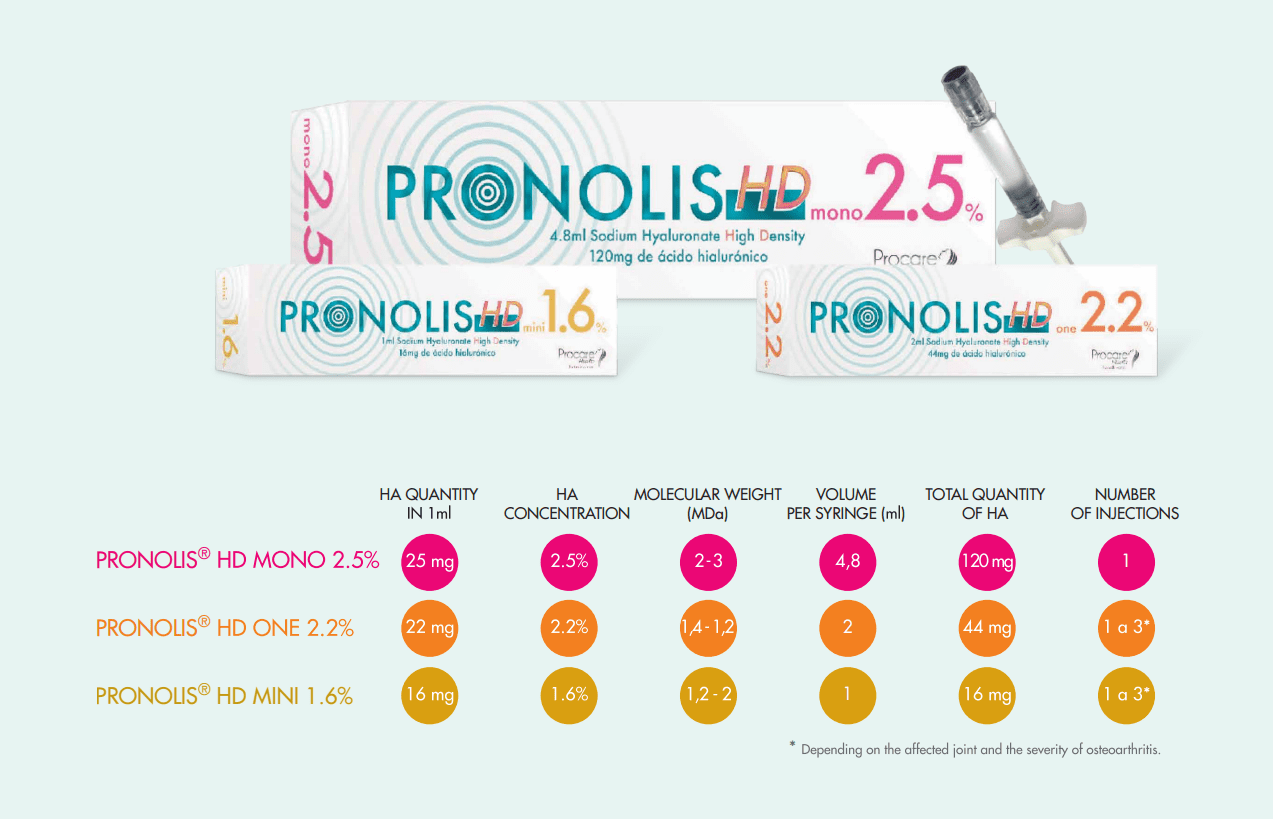 mono 2.5
PRONOLIS HD mono 2.5%
4.8ml Sodium Hyaluronate High Density
120mg de ácido hialurónico
Procare
mini 1.6%
PRONOLIS HD mini 1.6%
1ml Sodium Hyaluronate High Density
16mg de ácido hialurónico
Procare
Health
one 2.2%
PRONOLIS HD one 2.2%
2ml Sodium Hyaluronate High Density
44mg de ácido hialurónico
Procare
Health
HA QUANTITY IN 1ml
HA CONCENTRATION
MOLECULAR WEIGHT (MDa)
VOLUME PER SYRINGE (ml)
TOTAL QUANTITY OF HA
NUMBER OF INJECTIONS
PRONOLIS® HD MONO 2.5% 25 mg 2.5% 2-3 4,8 120 mg 1
PRONOLIS® HD ONE 2.2% 22 mg 2.2% 1,4-1,2 2 44 mg 1 a 3*
PRONOLIS® HD MINI 1.6% 16 mg 1.6% 1,2-2 1 16 mg 1 a 3*
* Depending on the affected joint and the severity of osteoarthritis.